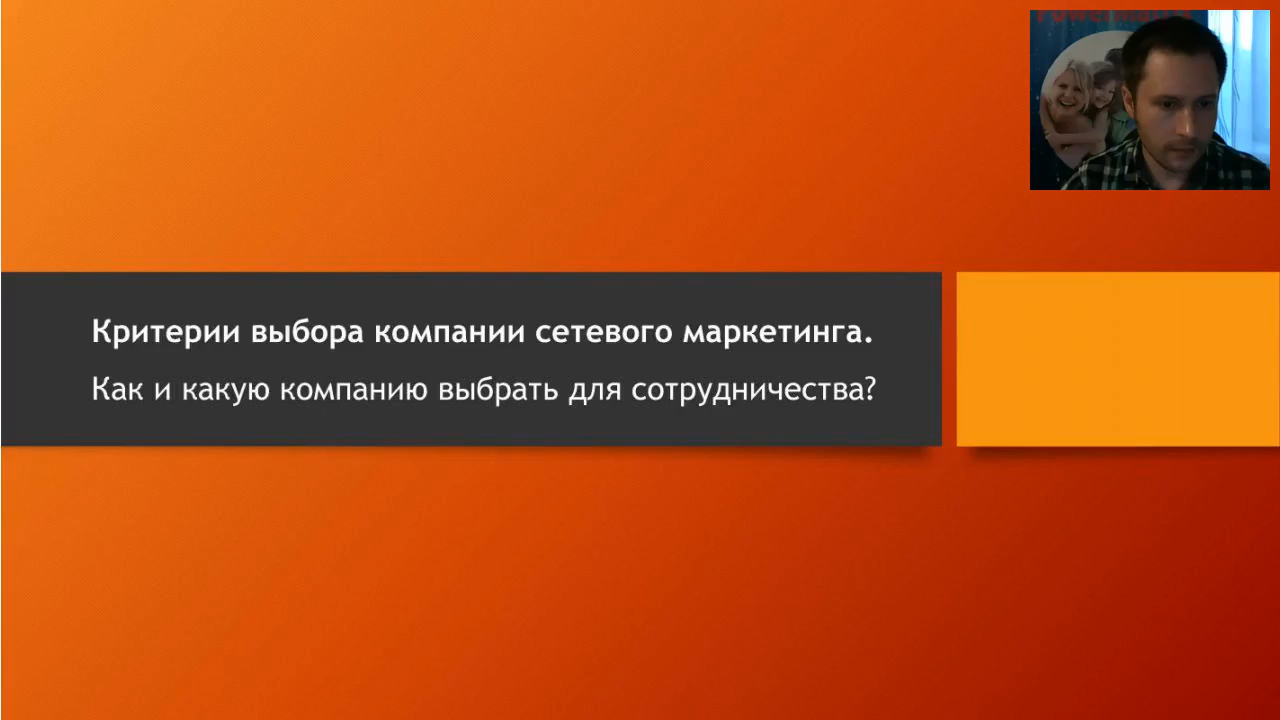 Критерии выбора компании сетевого маркетинга.
Как и какую компанию выбрать для сотрудничества?